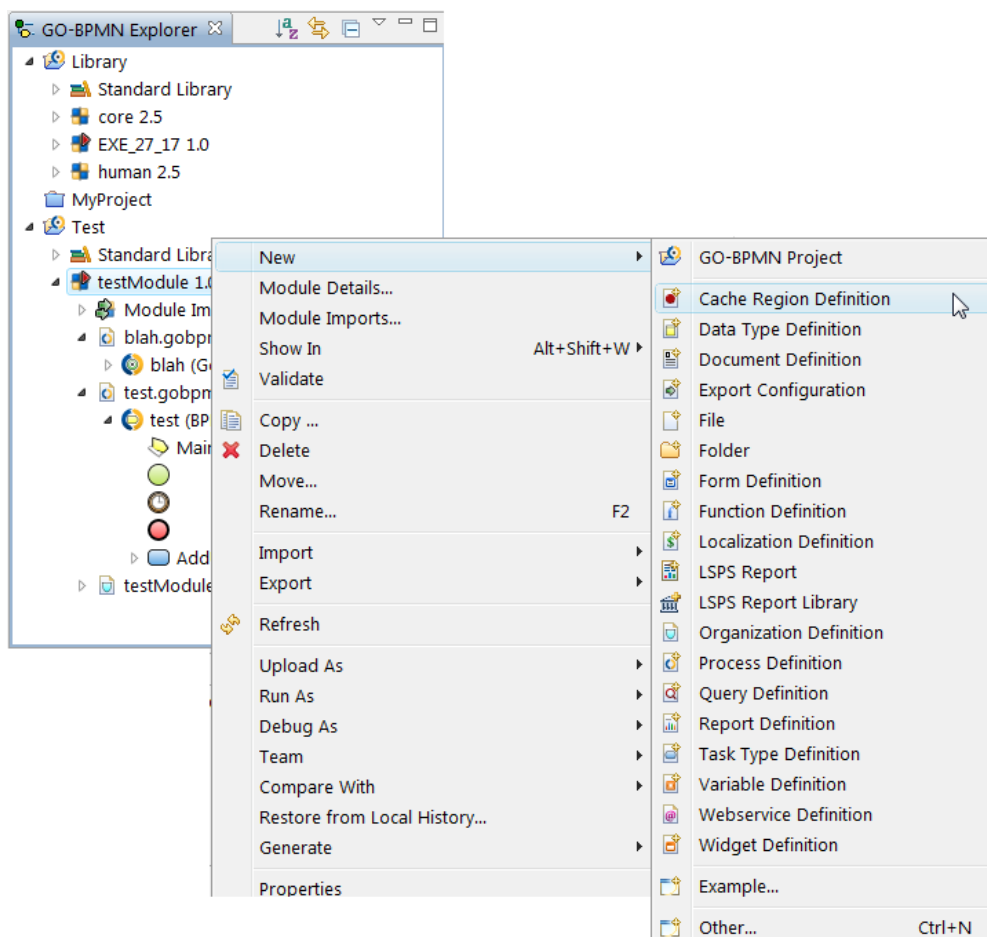 GO-BPMN Explorer
Library
Standard Library
core 2.5
EXE_27_17 1.0
human 2.5
MyProject
Test
Standard Libra
testModule 1.0
Module Im
blah.gobpr
blah (G
test.gobpm
test (BP
Mair
Add
testModule
New
Module Details...
Module Imports...
Show In Alt+Shift+W
Validate
Copy ...
Delete
Move...
Rename... F2
Import
Export
Refresh
Upload As
Run As
Debug As
Team
Compare With
Restore from Local History...
Generate
Properties
GO-BPMN Project
Cache Region Definition
Data Type Definition
Document Definition
Export Configuration
File
Folder
Form Definition
Function Definition
Localization Definition
LSPS Report
LSPS Report Library
Organization Definition
Process Definition
Query Definition
Report Definition
Task Type Definition
Variable Definition
Webservice Definition
Widget Definition
Example...
Other... Ctrl+N